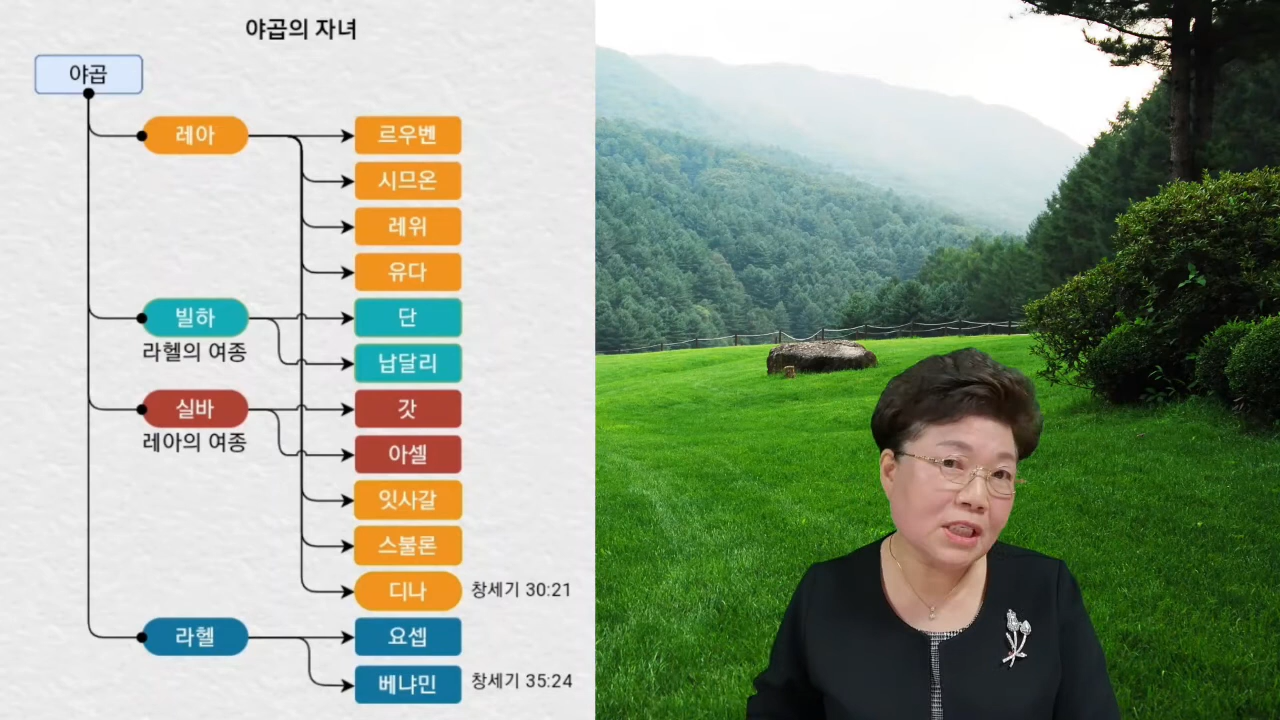 야곱의 자녀
야곱
레아
르우벤
시므온
레위
유다
빌하
라헬의 여종
단
납달리
실바
레아의 여종
갓
아셀
잇사갈
스불론
디나
창세기 30:21
라헬
요셉
베냐민
창세기 35:24